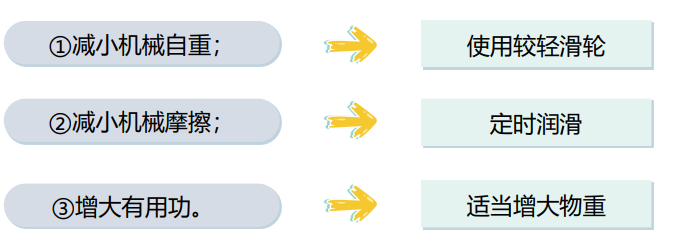 ①减小机械自重；
使用较轻滑轮
②减小机械摩擦；
定时润滑
③增大有用功。
适当增大物重